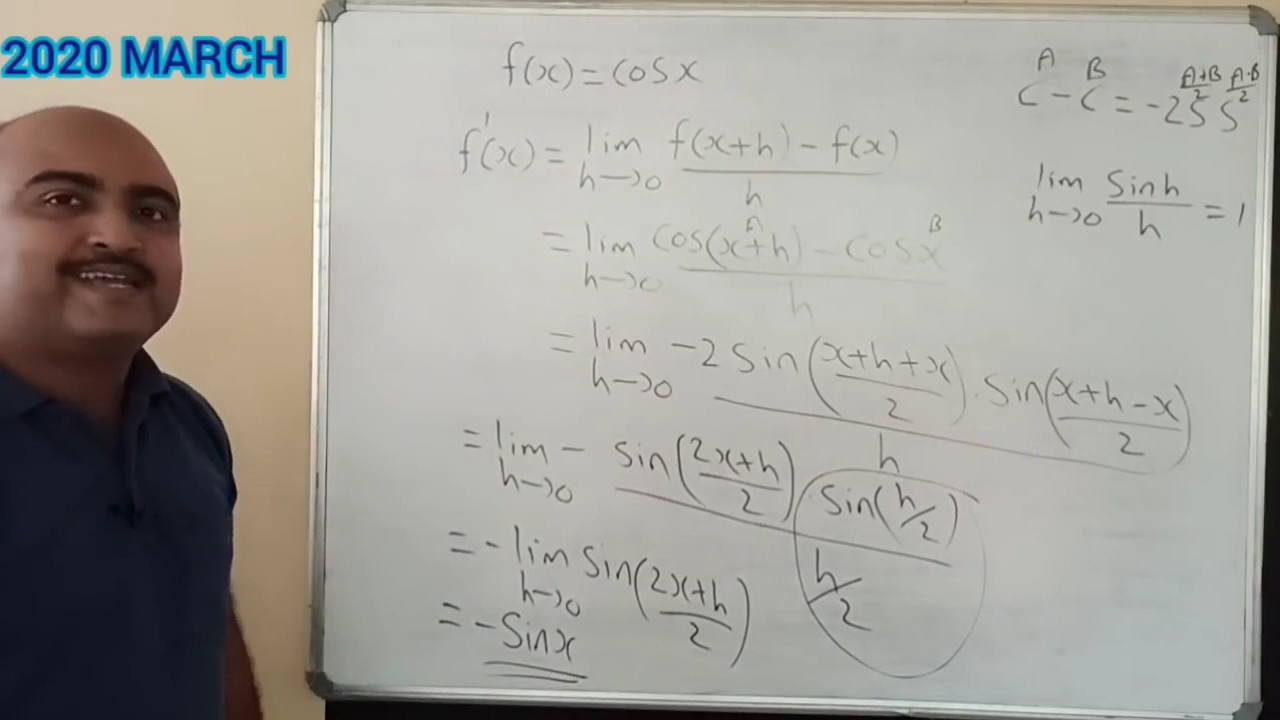 2020 MARCH
f(x) = cos x
f'(x) = lim h→0 f(x+h) - f(x) / h
= lim h→0 cos(x+h) - cos x / h
A B
= lim h→0 -2 sin(x+h+x / 2) . sin(x+h-x / 2) / h
= lim h→0 - sin(2x+h / 2) sin(h/2) / h/2
= - lim h→0 sin(2x+h / 2)
= - sin x
A B A+B A-B
C - C = -2 S 2 S 2
lim h→0 sin h / h = 1